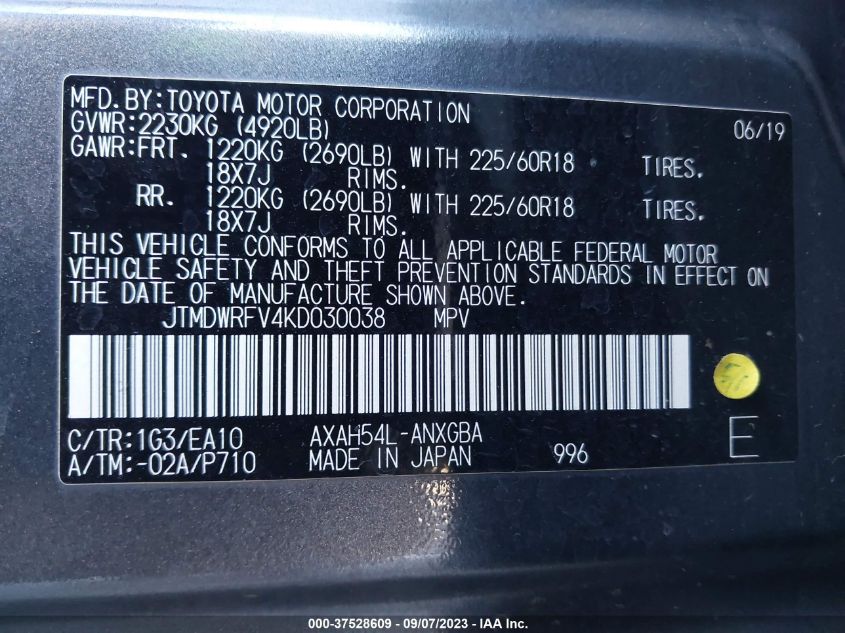 MFD.BY:TOYOTA MOTOR CORPORATION 06/19
GVWR:2230KG (4920LB)
GAWR:FRT. 1220KG (2690LB) WITH 225/60R18 TIRES.
18X7J RIMS.
RR. 1220KG (2690LB) WITH 225/60R18 TIRES.
18X7J RIMS.
THIS VEHICLE CONFORMS TO ALL APPLICABLE FEDERAL MOTOR
VEHICLE SAFETY AND THEFT PREVENTION STANDARDS IN EFFECT ON
THE DATE OF MANUFACTURE SHOWN ABOVE.
JTMDWRFV4KD030038 MPV
C/TR:1G3/EA10 AXAH54L-ANXGBA E
A/TM:-02A/P710 MADE IN JAPAN 996
000-37528609 - 09/07/2023 - IAA Inc.